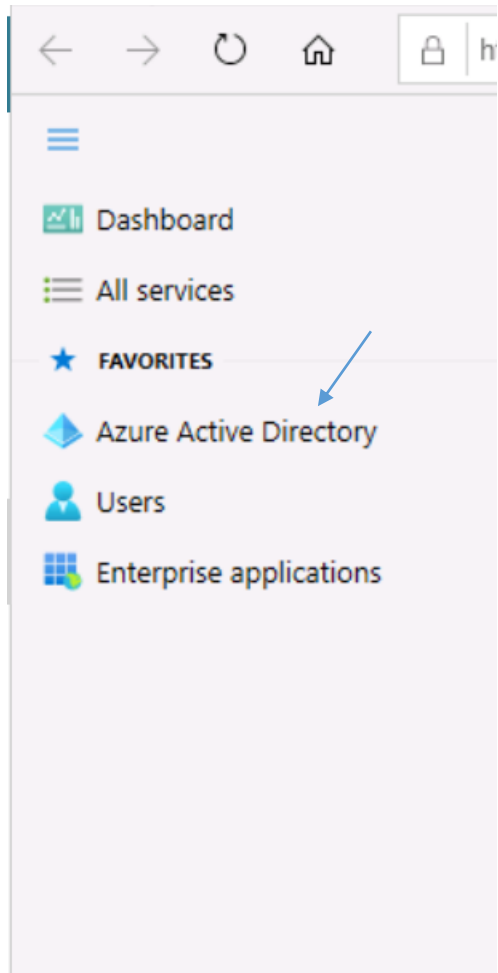 Dashboard
All services
FAVORITES
Azure Active Directory
Users
Enterprise applications